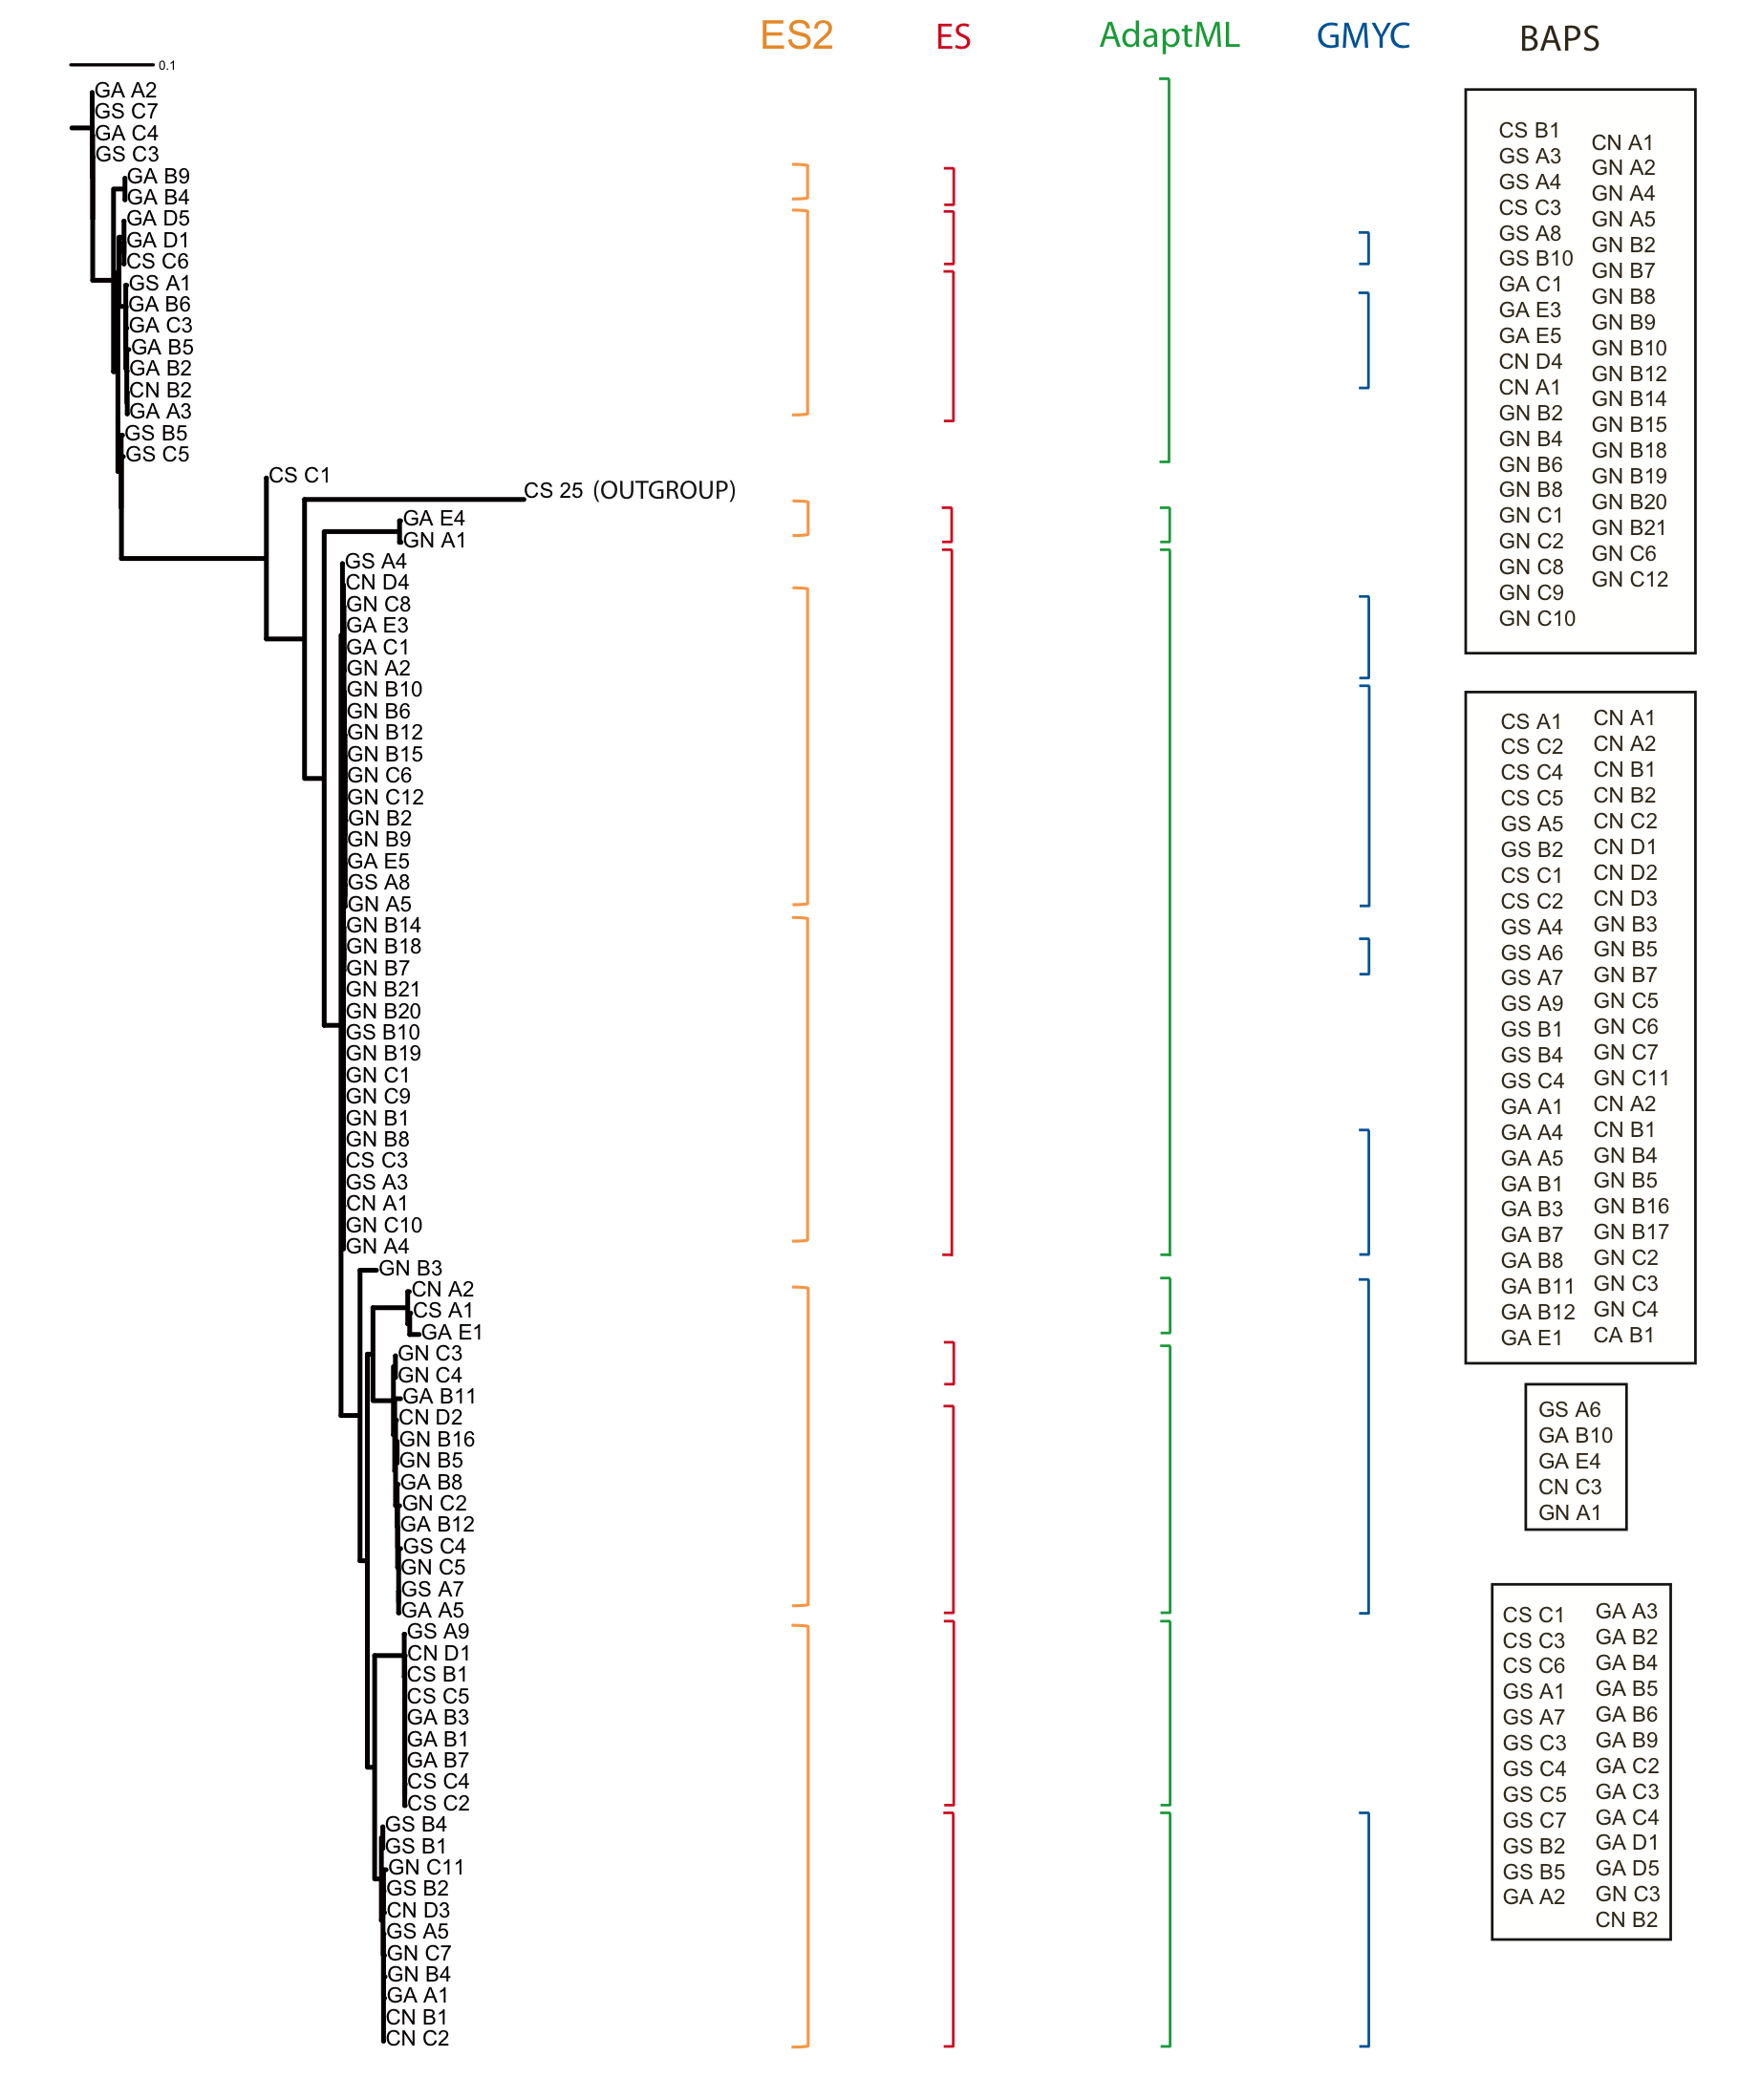 ES2 ES AdaptML GMYC BAPS
0.1
GA A2
GS C7
GA C4
GS C3
GA B9
GA B4
GA D5
GA D1
CS C6
GS A1
GA B6
GA C3
GA B5
GA B2
CN B2
GA A3
GS B5
GS C5
CS C1
CS 25 (OUTGROUP)
GA E4
GN A1
GS A4
CN D4
GN C8
GA E3
GA C1
GN A2
GN B10
GN B6
GN B12
GN B15
GN C6
GN C12
GN B2
GN B9
GA E5
GS A8
GN A5
GN B14
GN B18
GN B7
GN B21
GN B20
GS B10
GN B19
GN C1
GN C9
GN B1
GN B8
CS C3
GS A3
CN A1
GN C10
GN A4
GN B3
CN A2
CS A1
GA E1
GN C3
GN C4
GA B11
CN D2
GN B16
GN B5
GA B8
GN C2
GA B12
GS C4
GN C5
GS A7
GA A5
GS A9
CN D1
CS B1
CS C5
GA B3
GA B1
GA B7
CS C4
CS C2
GS B4
GS B1
GN C11
GS B2
CN D3
GS A5
GN C7
GN B4
GA A1
CN B1
CN C2
CS B1
GS A3
GS A4
CS C3
GS A8
GS B10
GA C1
GA E3
GA E5
CN D4
CN A1
GN B2
GN B4
GN B6
GN B8
GN C1
GN C2
GN C8
GN C9
GN C10
CN A1
GN A2
GN A4
GN A5
GN B2
GN B7
GN B8
GN B9
GN B10
GN B12
GN B14
GN B15
GN B18
GN B19
GN B20
GN B21
GN C6
GN C12
CS A1
CS C2
CS C4
CS C5
GS A5
GS B2
CS C1
CS C2
GS A4
GS A6
GS A7
GS A9
GS B1
GS B4
GS C4
GA A1
GA A4
GA A5
GA B1
GA B3
GA B7
GA B8
GA B11
GA B12
GA E1
CN A1
CN A2
CN B1
CN B2
CN C2
CN D1
CN D2
CN D3
GN B3
GN B5
GN B7
GN C5
GN C6
GN C7
GN C11
CN A2
CN B1
GN B4
GN B5
GN B16
GN B17
GN C2
GN C3
GN C4
CA B1
GS A6
GA B10
GA E4
CN C3
GN A1
CS C1
CS C3
CS C6
GS A1
GS A7
GS C3
GS C4
GS C5
GS C7
GS B2
GS B5
GA A2
GA A3
GA B2
GA B4
GA B5
GA B6
GA B9
GA C2
GA C3
GA C4
GA D1
GA D5
GN C3
CN B2